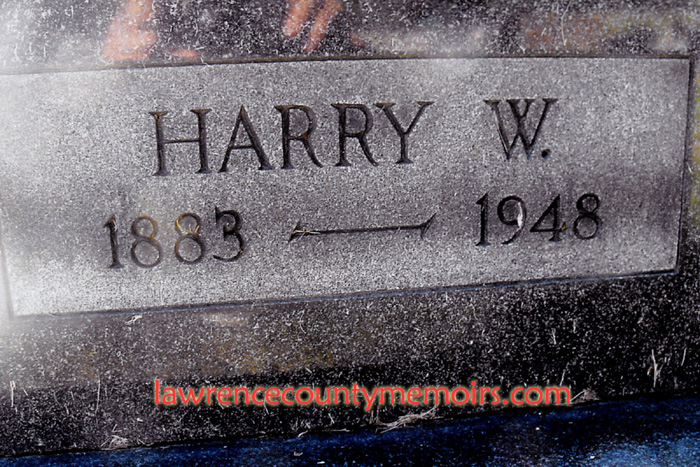 HARRY W.
1883 — 1948
lawrencecountymemoirs.com